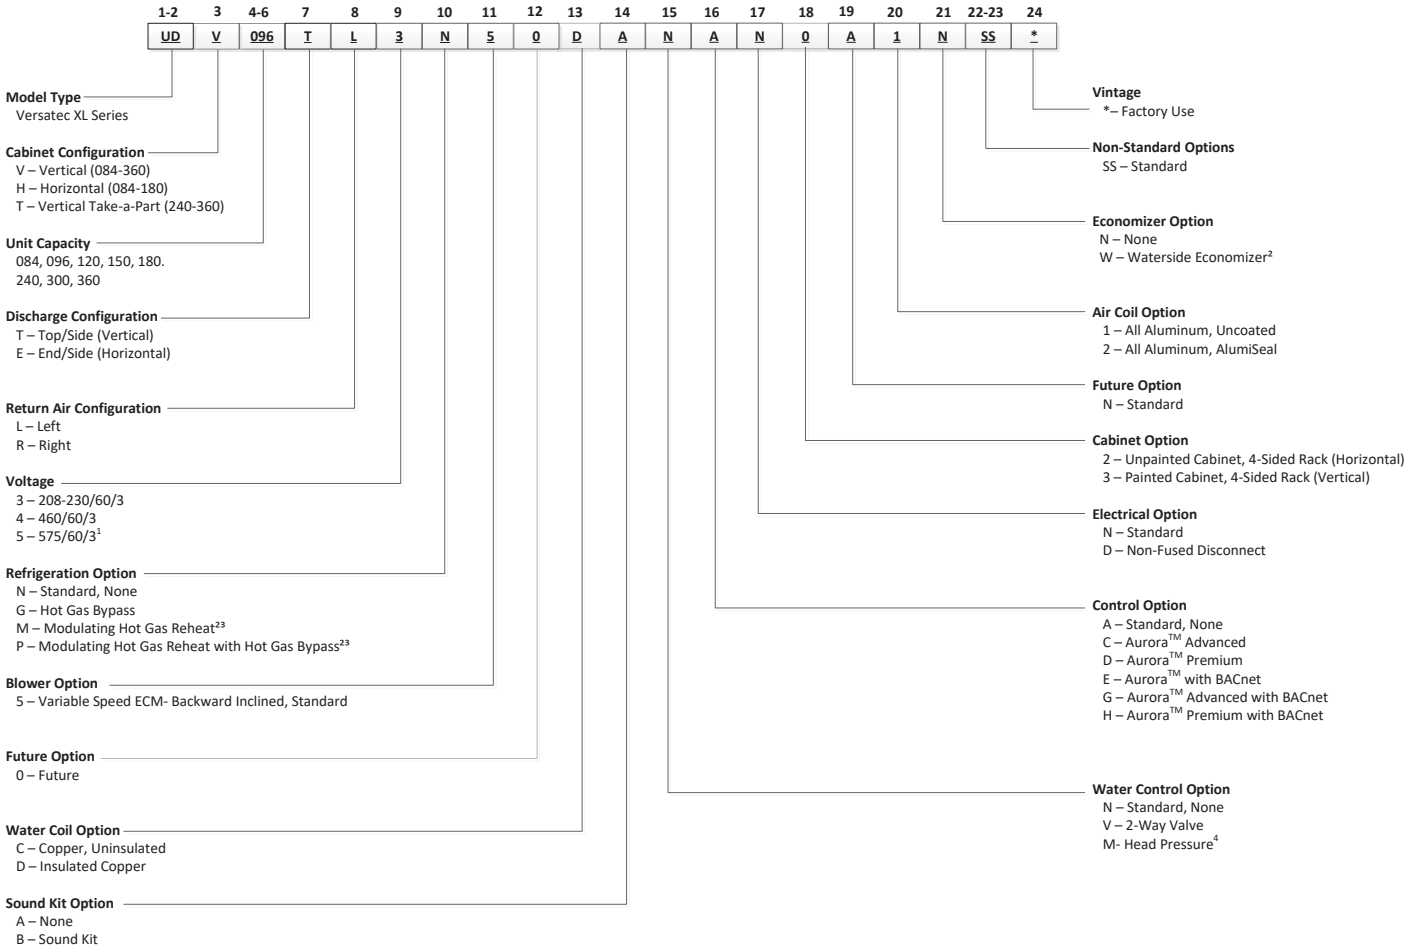 1-2 3 4-6 7 8 9 10 11 12 13 14 15 16 17 18 19 20 21 22-23 24
UD V 096 T L 3 N 5 0 D A N A N 0 A 1 N SS *
Model Type
Versatec XL Series
Cabinet Configuration
V – Vertical (084-360)
H – Horizontal (084-180)
T – Vertical Take-a-Part (240-360)
Unit Capacity
084, 096, 120, 150, 180.
240, 300, 360
Discharge Configuration
T – Top/Side (Vertical)
E – End/Side (Horizontal)
Return Air Configuration
L – Left
R – Right
Voltage
3 – 208-230/60/3
4 – 460/60/3
5 – 575/60/3¹
Refrigeration Option
N – Standard, None
G – Hot Gas Bypass
M – Modulating Hot Gas Reheat²³
P – Modulating Hot Gas Reheat with Hot Gas Bypass²³
Blower Option
5 – Variable Speed ECM- Backward Inclined, Standard
Future Option
0 – Future
Water Coil Option
C – Copper, Uninsulated
D – Insulated Copper
Sound Kit Option
A – None
B – Sound Kit
Vintage
*– Factory Use
Non-Standard Options
SS – Standard
Economizer Option
N – None
W – Waterside Economizer²
Air Coil Option
1 – All Aluminum, Uncoated
2 – All Aluminum, AlumiSeal
Future Option
N – Standard
Cabinet Option
2 – Unpainted Cabinet, 4-Sided Rack (Horizontal)
3 – Painted Cabinet, 4-Sided Rack (Vertical)
Electrical Option
N – Standard
D – Non-Fused Disconnect
Control Option
A – Standard, None
C – Aurora™ Advanced
D – Aurora™ Premium
E – Aurora™ with BACnet
G – Aurora™ Advanced with BACnet
H – Aurora™ Premium with BACnet
Water Control Option
N – Standard, None
V – 2-Way Valve
M- Head Pressure⁴